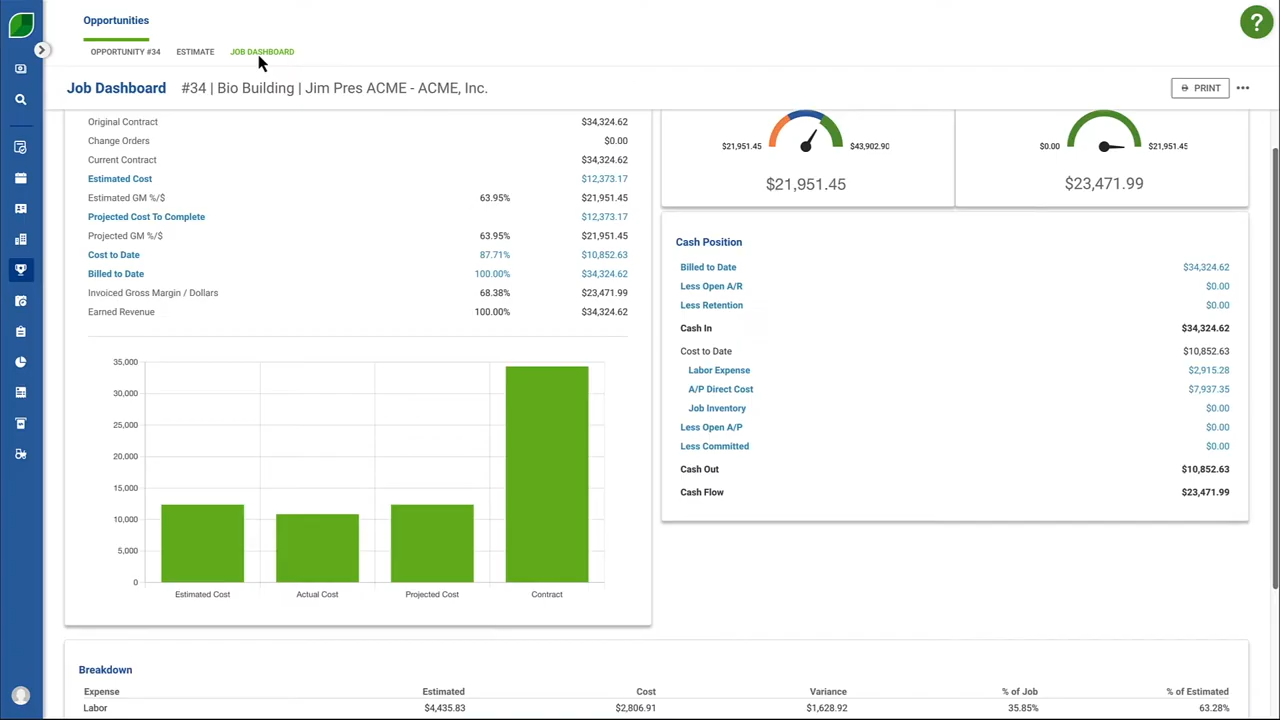 Opportunities
?
OPPORTUNITY #34 ESTIMATE JOB DASHBOARD
Job Dashboard #34 | Bio Building | Jim Pres ACME - ACME, Inc.
PRINT
Original Contract $34,324.62
Change Orders $0.00
Current Contract $34,324.62
Estimated Cost $12,373.17
Estimated GM %/$ 63.95% $21,951.45
Projected Cost To Complete $12,373.17
Projected GM %/$ 63.95% $21,951.45
Cost to Date 87.71% $10,852.63
Billed to Date 100.00% $34,324.62
Invoiced Gross Margin / Dollars 68.38% $23,471.99
Earned Revenue 100.00% $34,324.62
35,000
30,000
25,000
20,000
15,000
10,000
5,000
0
Estimated Cost Actual Cost Projected Cost Contract
$21,951.45 $43,902.90
$21,951.45
$0.00 $21,951.45
$23,471.99
Cash Position
Billed to Date $34,324.62
Less Open A/R $0.00
Less Retention $0.00
Cash In $34,324.62
Cost to Date $10,852.63
Labor Expense $2,915.28
A/P Direct Cost $7,937.35
Job Inventory $0.00
Less Open A/P $0.00
Less Committed $0.00
Cash Out $10,852.63
Cash Flow $23,471.99
Breakdown
Expense Estimated Cost Variance % of Job % of Estimated
Labor $4,435.83 $2,806.91 $1,628.92 35.85% 63.28%